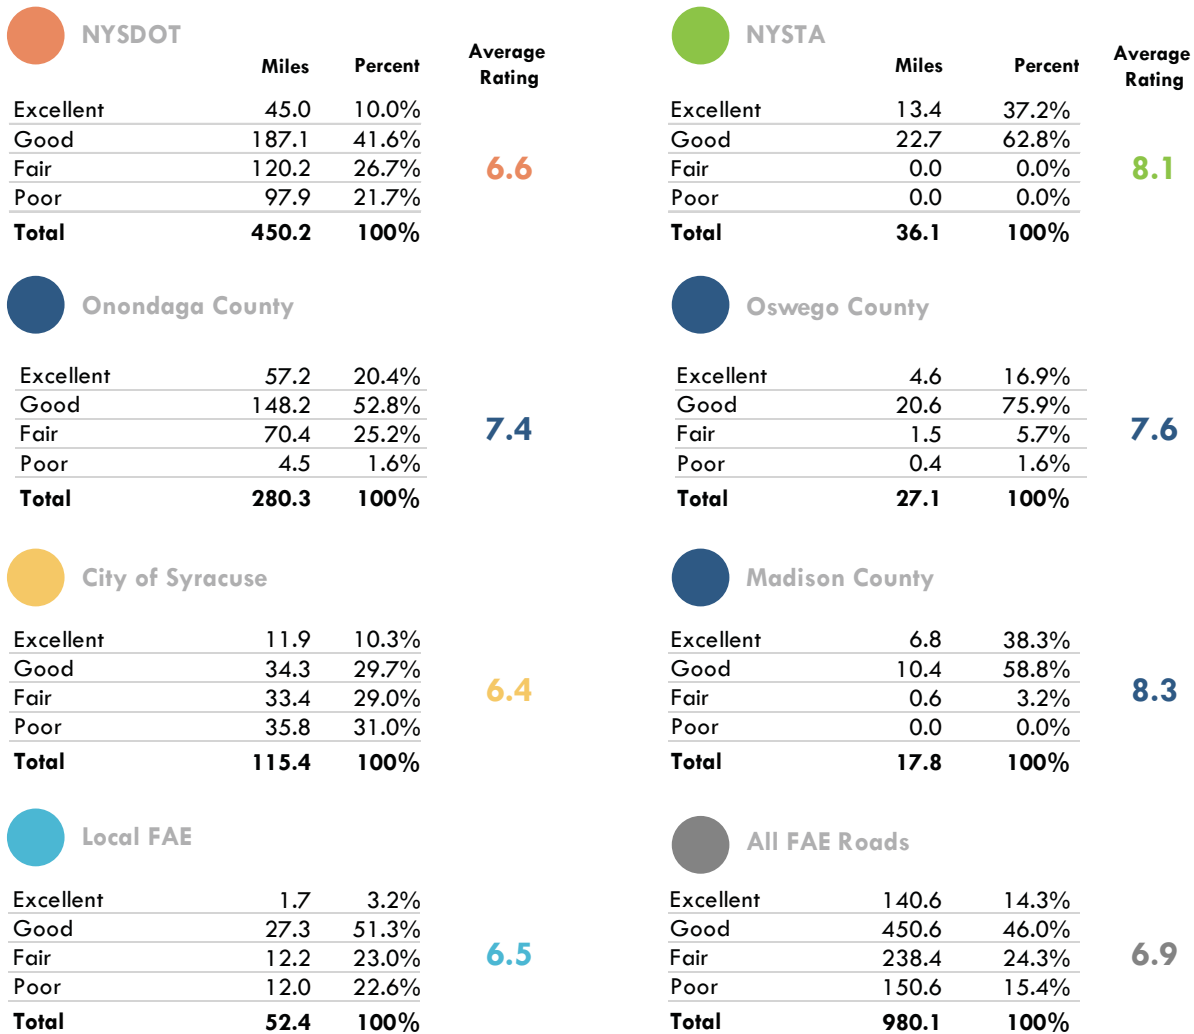 NYSDOT
Miles Percent Average Rating
Excellent 45.0 10.0%
Good 187.1 41.6%
Fair 120.2 26.7%
Poor 97.9 21.7%
Total 450.2 100%
6.6
NYSTA
Miles Percent Average Rating
Excellent 13.4 37.2%
Good 22.7 62.8%
Fair 0.0 0.0%
Poor 0.0 0.0%
Total 36.1 100%
8.1
Onondaga County
Excellent 57.2 20.4%
Good 148.2 52.8%
Fair 70.4 25.2%
Poor 4.5 1.6%
Total 280.3 100%
7.4
Oswego County
Excellent 4.6 16.9%
Good 20.6 75.9%
Fair 1.5 5.7%
Poor 0.4 1.6%
Total 27.1 100%
7.6
City of Syracuse
Excellent 11.9 10.3%
Good 34.3 29.7%
Fair 33.4 29.0%
Poor 35.8 31.0%
Total 115.4 100%
6.4
Madison County
Excellent 6.8 38.3%
Good 10.4 58.8%
Fair 0.6 3.2%
Poor 0.0 0.0%
Total 17.8 100%
8.3
Local FAE
Excellent 1.7 3.2%
Good 27.3 51.3%
Fair 12.2 23.0%
Poor 12.0 22.6%
Total 52.4 100%
6.5
All FAE Roads
Excellent 140.6 14.3%
Good 450.6 46.0%
Fair 238.4 24.3%
Poor 150.6 15.4%
Total 980.1 100%
6.9